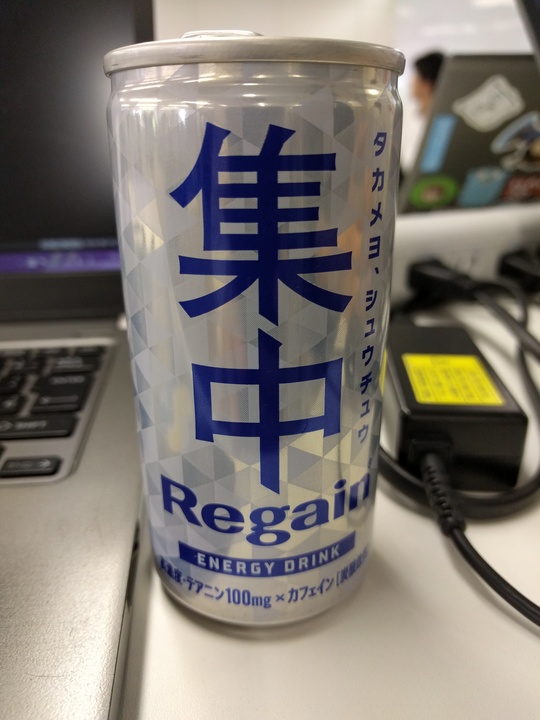 集中
タカメヨ、シュウチュウ
Regain
ENERGY DRINK
テアニン100mg × カフェイン